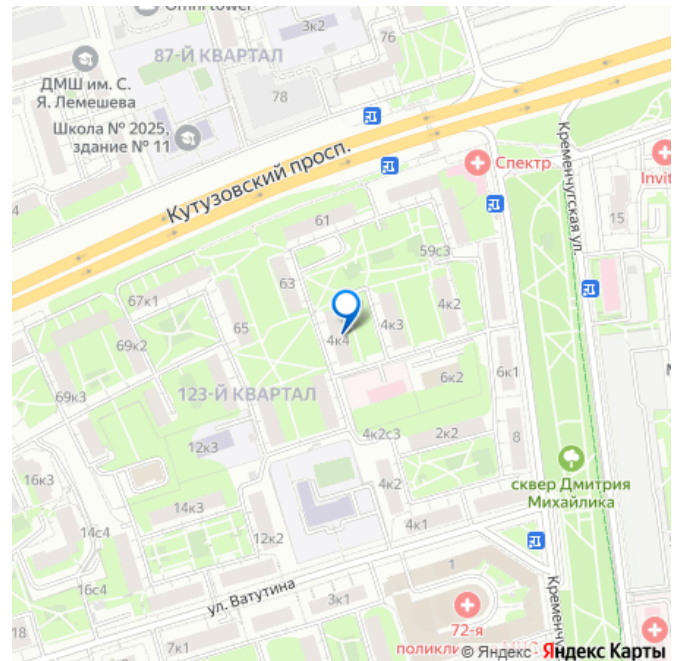 Omni tower
3к2
76
87-Й КВАРТАЛ
ДМШ им. С.
Я. Лемешева
78
Школа № 2025,
здание № 11
Спектр
Invit
Кутузовский просп.
Кременчугская ул.
4
61
15
59с3
63
67к1
4к2
65
4к3
69к2
4к4
6к2
6к1
69к3
123-Й КВАРТАЛ
4к2с3
2к2
8
12к3
сквер Дмитрия
Михайлика
16к3
4к2
14к3
4к1
14с4
12к2
1
16с4
ул. Ватутина
3к1
Кременчу
72-я
поликли
18
7к1
© Яндекс Яндекс Карты